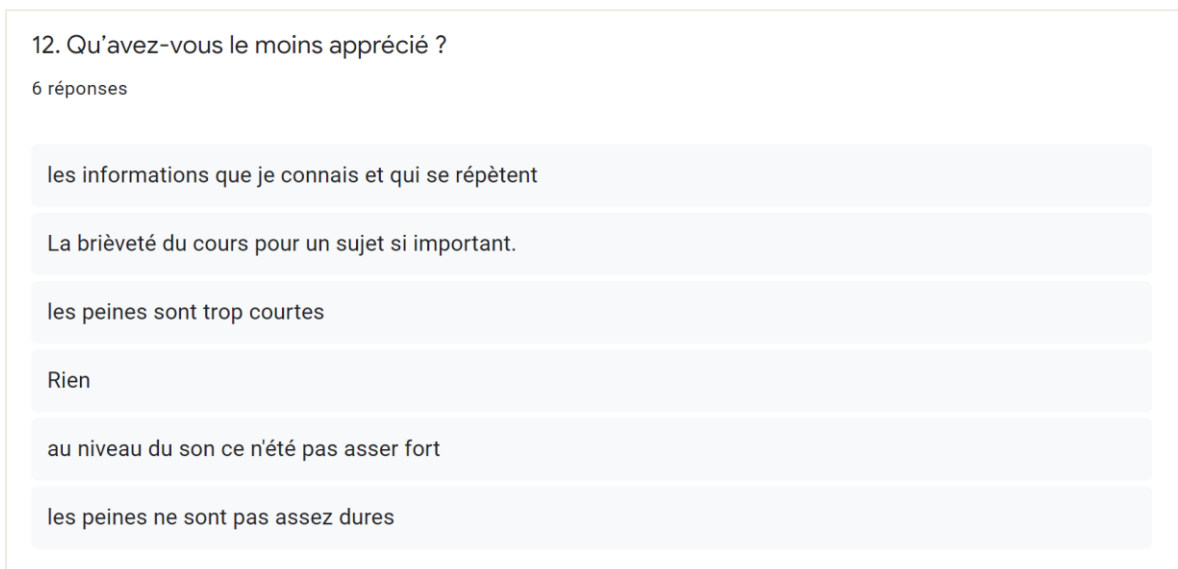 12. Qu’avez-vous le moins apprécié ?
6 réponses
les informations que je connais et qui se répètent
La brièveté du cours pour un sujet si important.
les peines sont trop courtes
Rien
au niveau du son ce n'été pas asser fort
les peines ne sont pas assez dures